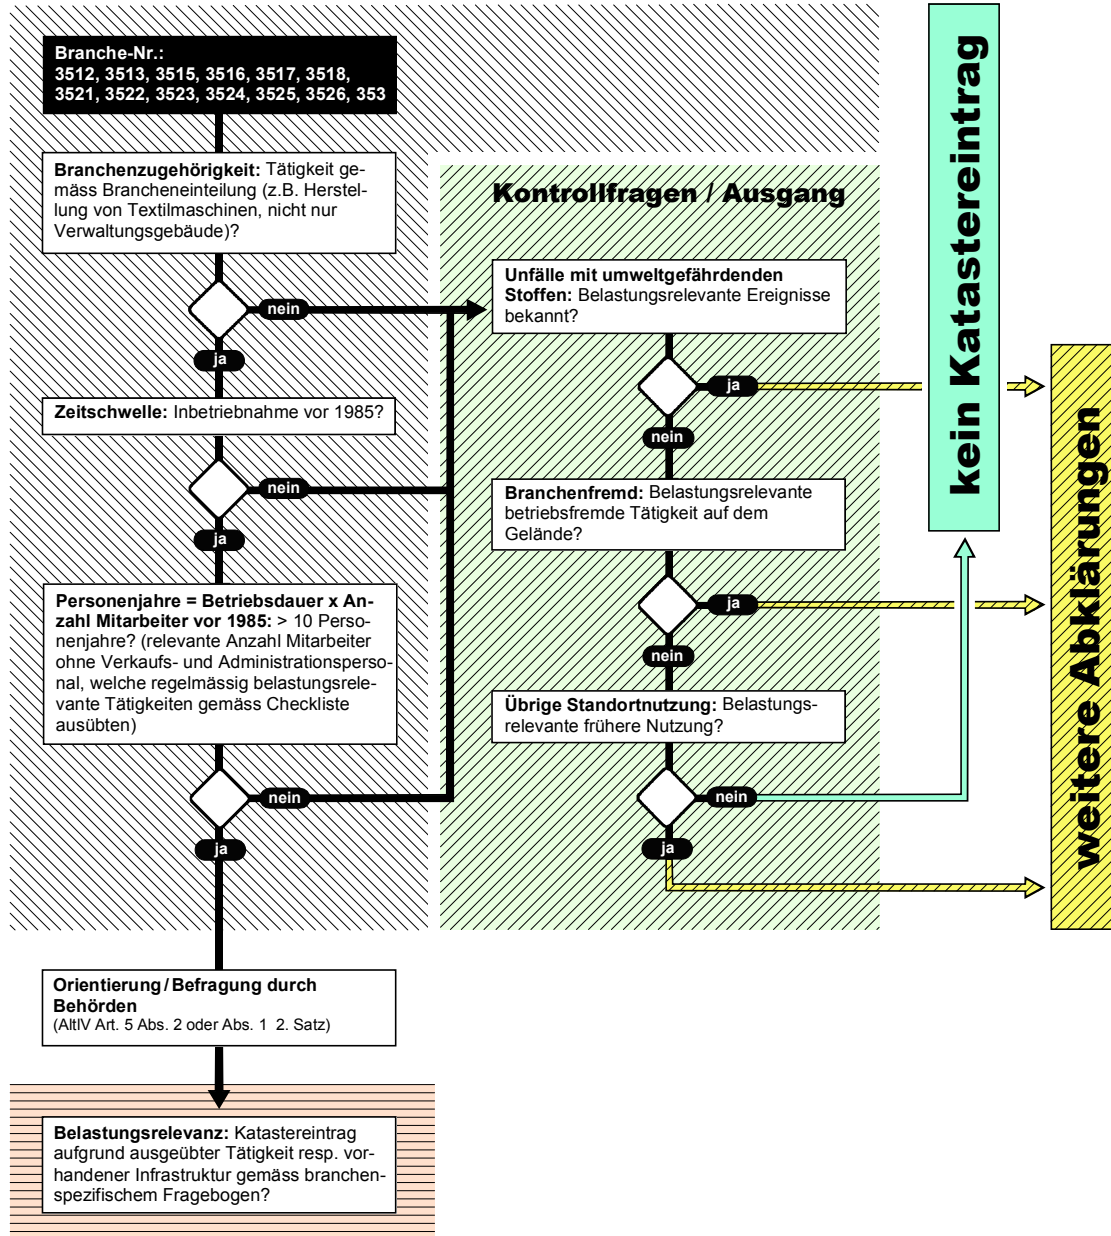 Branche-Nr.:
3512, 3513, 3515, 3516, 3517, 3518,
3521, 3522, 3523, 3524, 3525, 3526, 353
Branchenzugehörigkeit: Tätigkeit ge-
mäss Brancheneinteilung (z.B. Herstel-
lung von Textilmaschinen, nicht nur
Verwaltungsgebäude)?
nein
ja
Zeitschwelle: Inbetriebnahme vor 1985?
nein
ja
Personenjahre = Betriebsdauer x An-
zahl Mitarbeiter vor 1985: > 10 Perso-
nenjahre? (relevante Anzahl Mitarbeiter
ohne Verkaufs- und Administrationsperso-
nal, welche regelmässig belastungsrele-
vante Tätigkeiten gemäss Checkliste
ausübten)
nein
ja
Orientierung/Befragung durch
Behörden
(AltlV Art. 5 Abs. 2 oder Abs. 1 2. Satz)
Belastungsrelevanz: Katastereintrag
aufgrund ausgeübter Tätigkeit resp. vor-
handener Infrastruktur gemäss branchen-
spezifischem Fragebogen?
Kontrollfragen / Ausgang
Unfälle mit umweltgefährdenden
Stoffen: Belastungsrelevante Ereignisse
bekannt?
ja
nein
Branchenfremd: Belastungsrelevante
betriebsfremde Tätigkeit auf dem
Gelände?
ja
nein
Übrige Standortnutzung: Belastungs-
relevante frühere Nutzung?
nein
ja
kein Katastereintrag
weitere Abklärungen